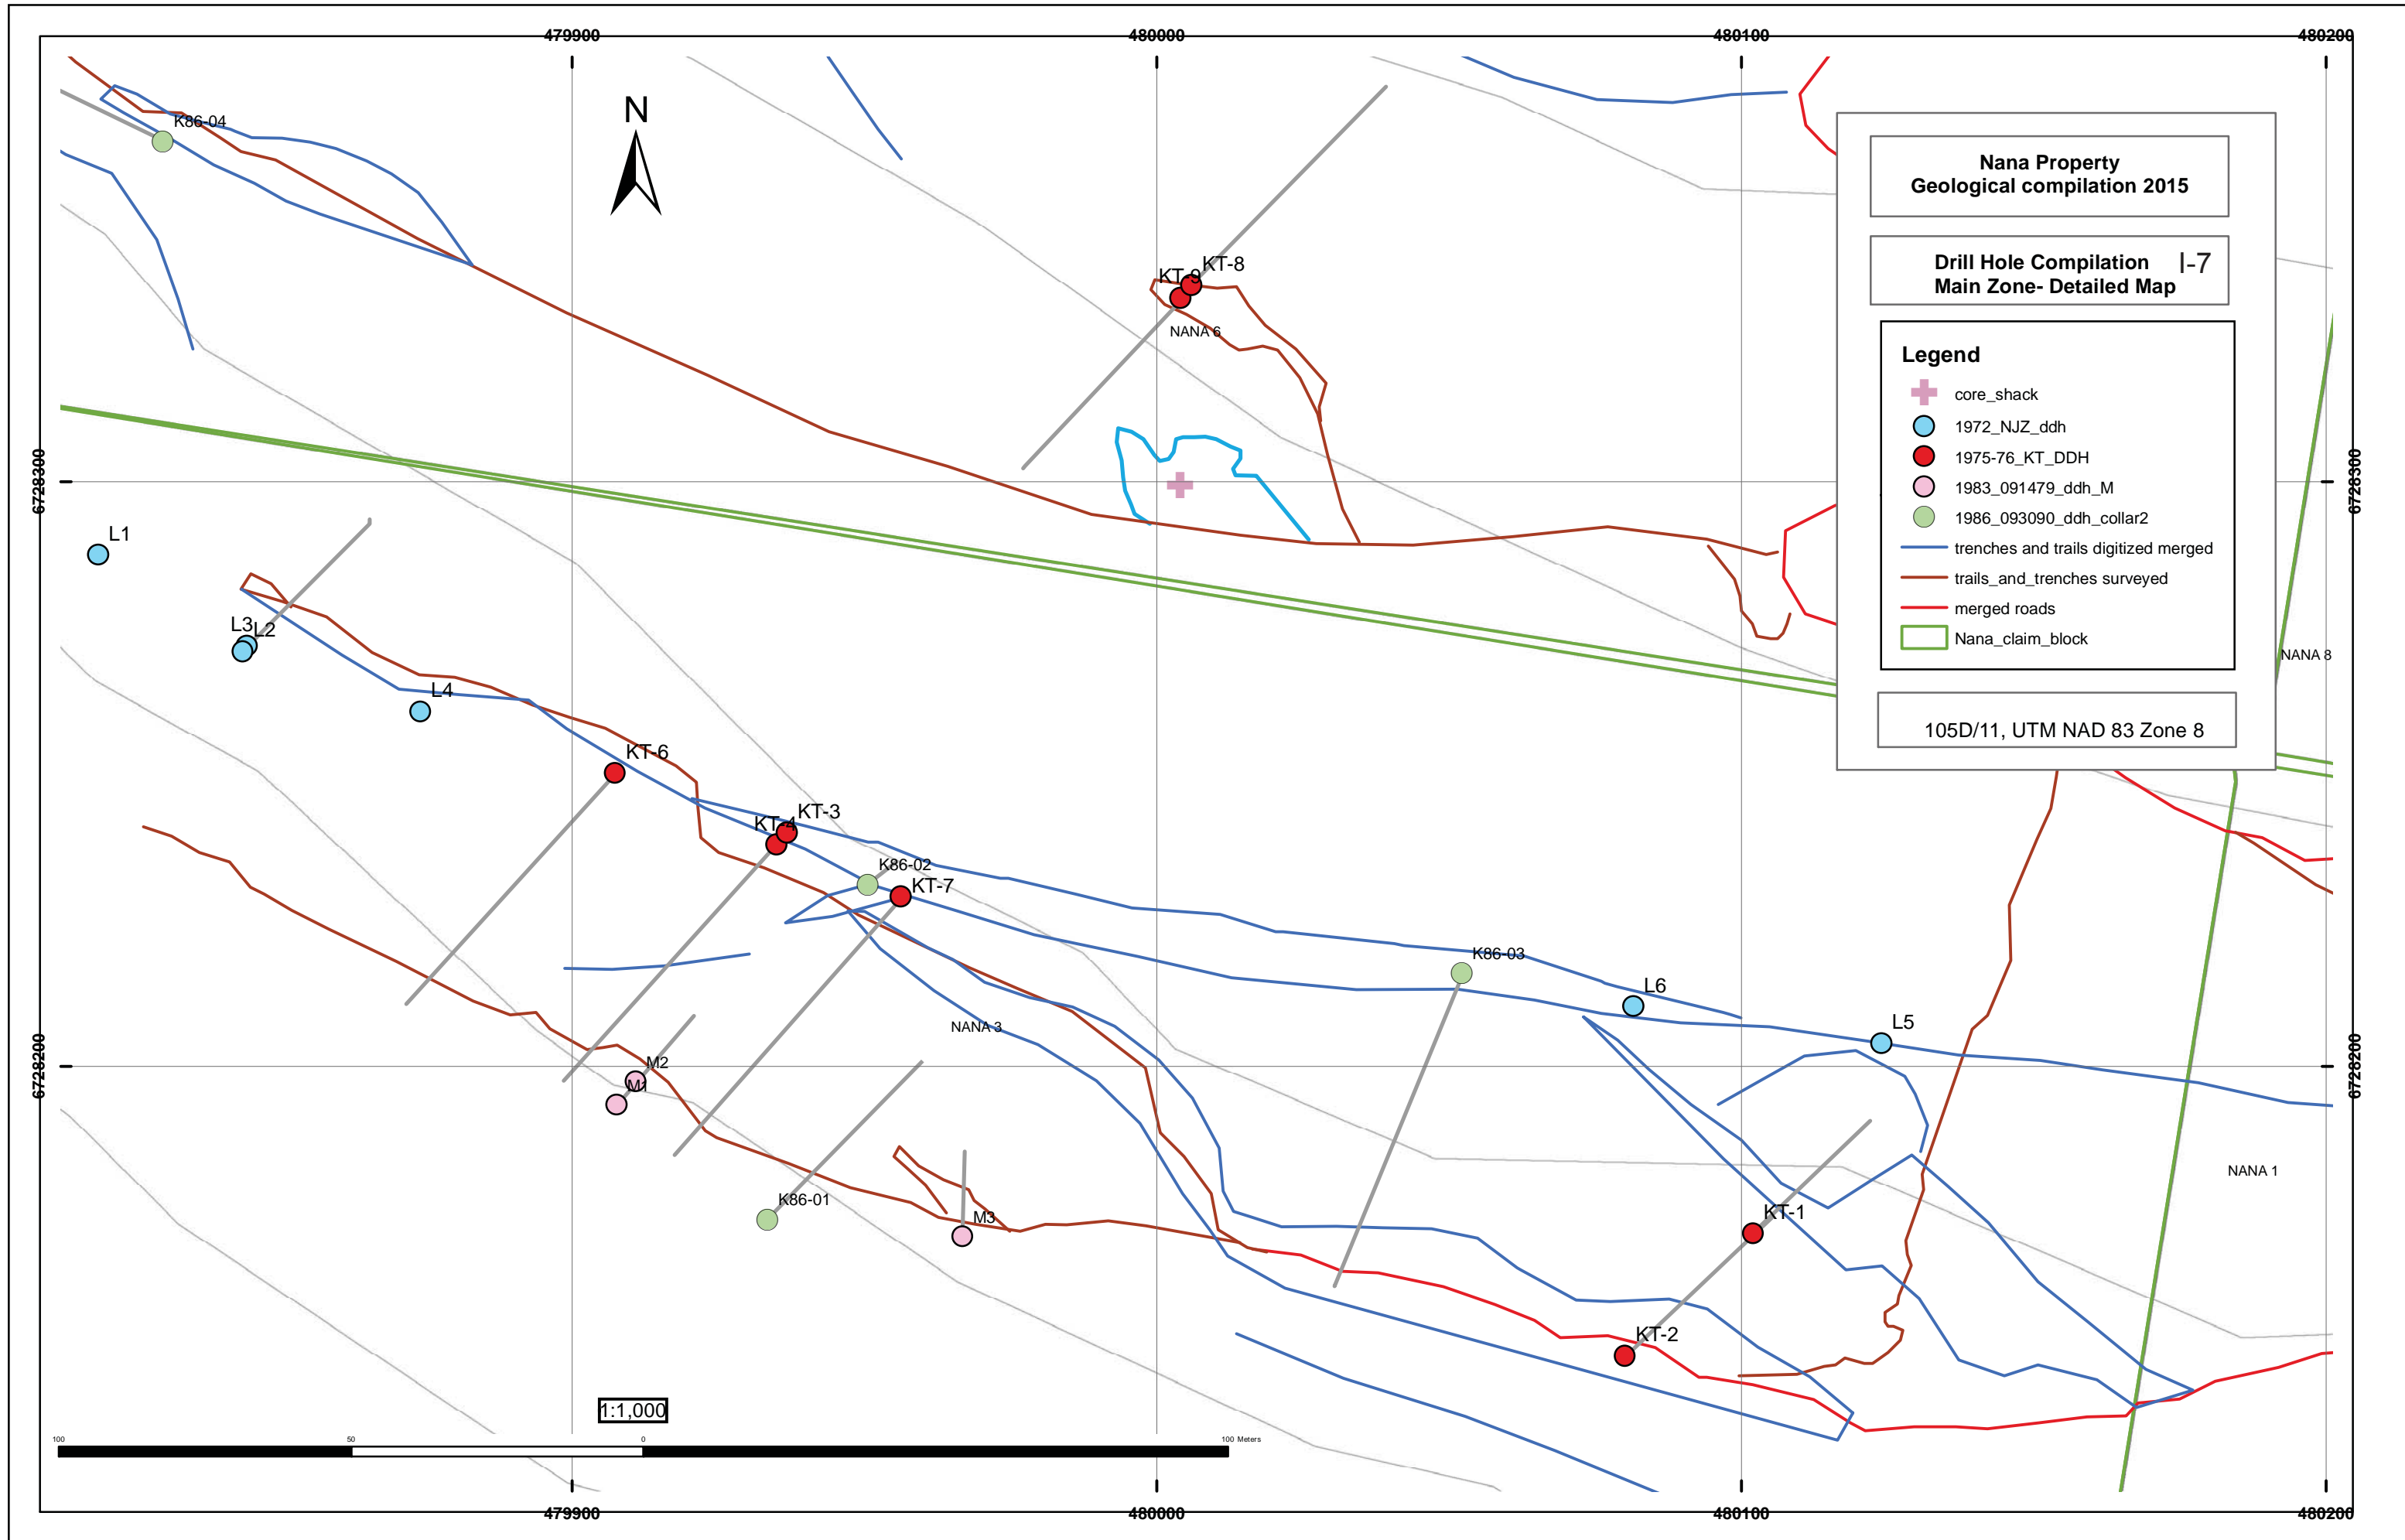 479900
480000
480100
480200
N
K86-04
KT-8
KT-9
NANA 6
Nana Property
Geological compilation 2015
Drill Hole Compilation I-7
Main Zone- Detailed Map
Legend
core_shack
1972_NJZ_ddh
1975-76_KT_DDH
1983_091479_ddh_M
1986_093090_ddh_collar2
trenches and trails digitized merged
trails_and_trenches surveyed
merged roads
Nana_claim_block
105D/11, UTM NAD 83 Zone 8
6728300
6728300
L1
L3
L2
L4
NANA 8
KT-6
KT-3
KT-4
K86-02
KT-7
K86-03
L6
L5
NANA 3
6728200
6728200
M2
M1
K86-01
M3
NANA 1
KT-1
KT-2
1:1,000
100
50
0
100 Meters
479900
480000
480100
480200